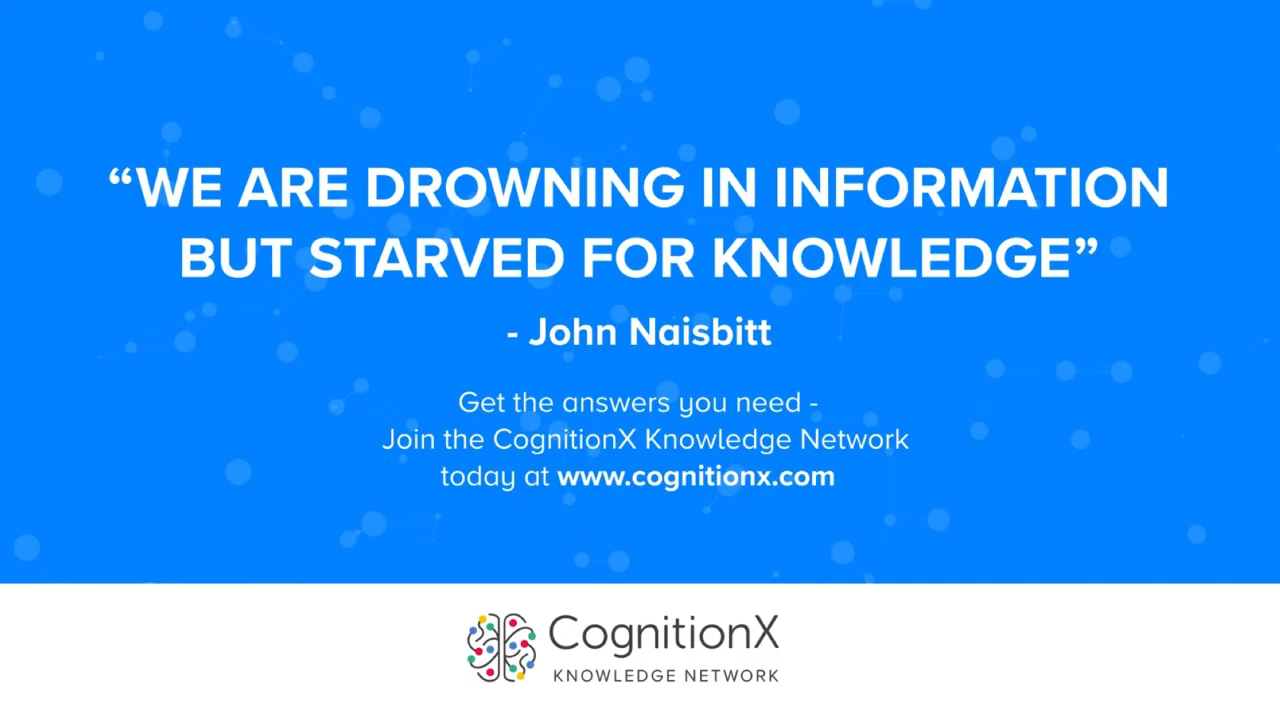 “WE ARE DROWNING IN INFORMATION
BUT STARVED FOR KNOWLEDGE”
- John Naisbitt
Get the answers you need -
Join the CognitionX Knowledge Network
today at www.cognitionx.com
CognitionX
KNOWLEDGE NETWORK